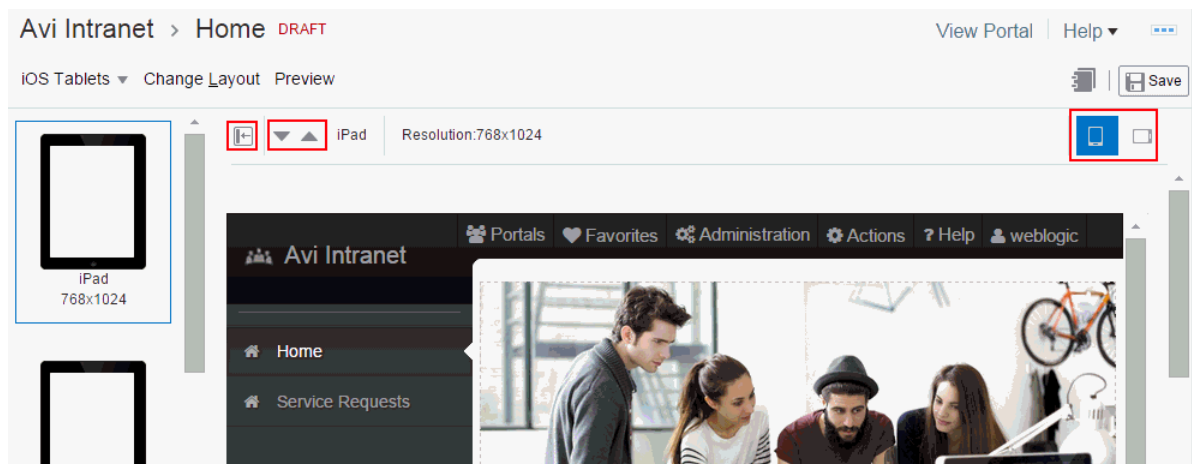 Avi Intranet > Home DRAFT
View Portal Help
iOS Tablets Change Layout Preview
Save
iPad Resolution:768x1024
iPad
768x1024
Portals Favorites Administration Actions ? Help weblogic
Avi Intranet
Home
Service Requests